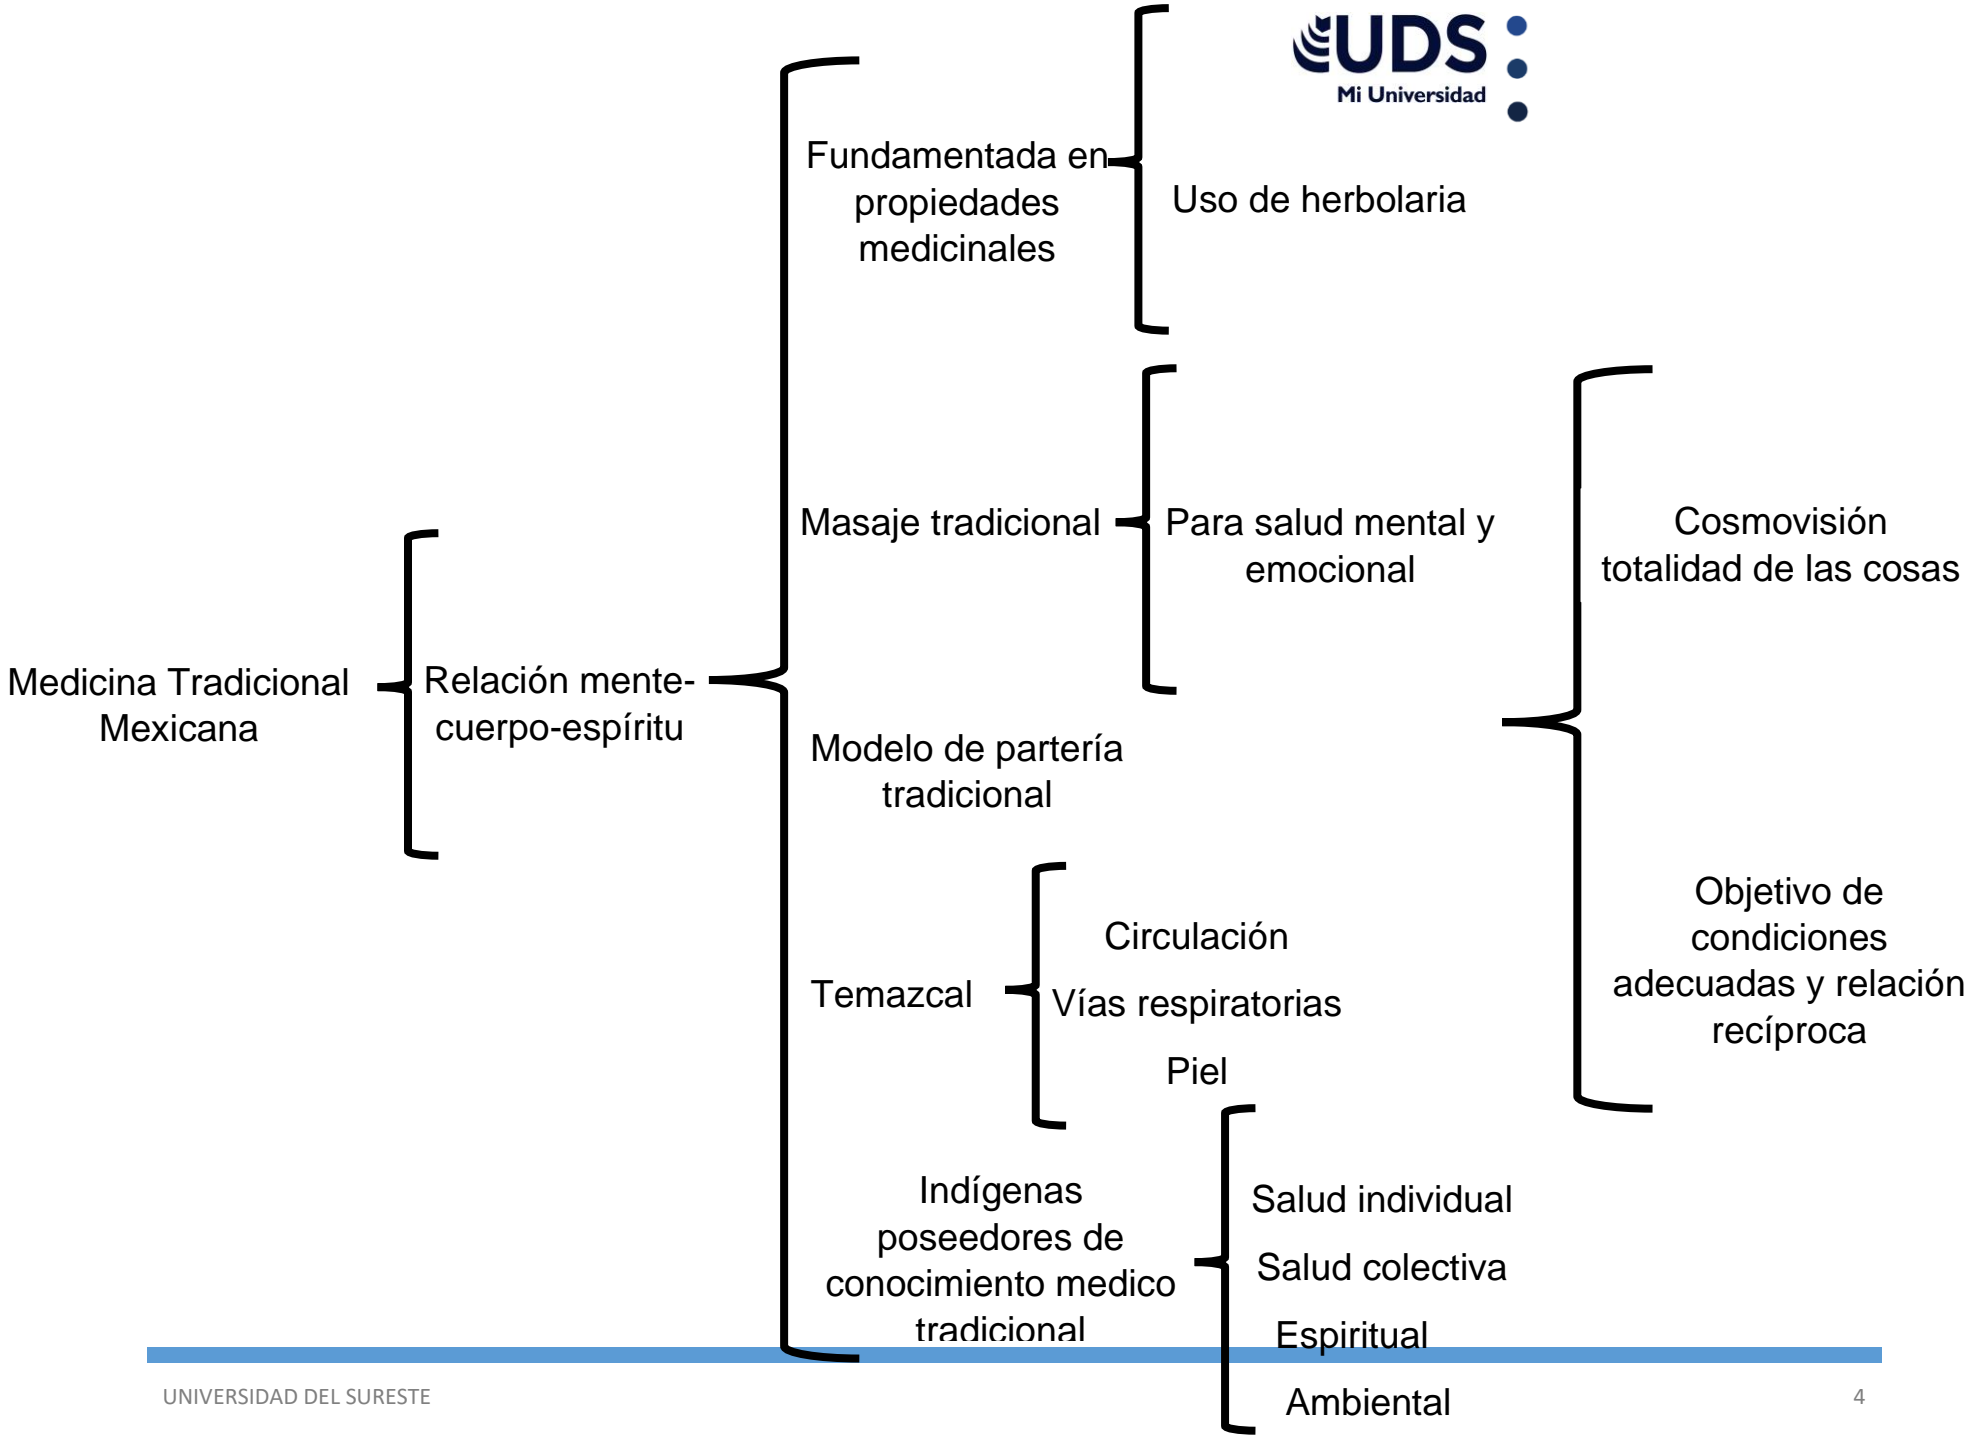 UDS
Mi Universidad
Fundamentada en
propiedades
medicinales
Uso de herbolaria
Masaje tradicional
Para salud mental y
emocional
Cosmovisión
totalidad de las cosas
Medicina Tradicional
Mexicana
Relación mente-
cuerpo-espíritu
Modelo de partería
tradicional
Objetivo de
condiciones
adecuadas y relación
recíproca
Temazcal
Circulación
Vías respiratorias
Piel
Indígenas
poseedores de
conocimiento medico
tradicional
Salud individual
Salud colectiva
Espiritual
Ambiental
UNIVERSIDAD DEL SURESTE
4